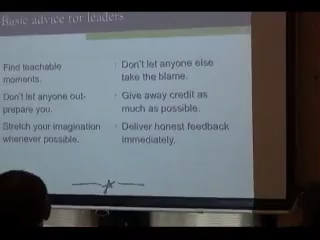 Basic advice for leaders
Find teachable
moments.
Don't let anyone out-
prepare you.
Stretch your imagination
whenever possible.
Don't let anyone else
take the blame.
Give away credit as
much as possible.
Deliver honest feedback
immediately.